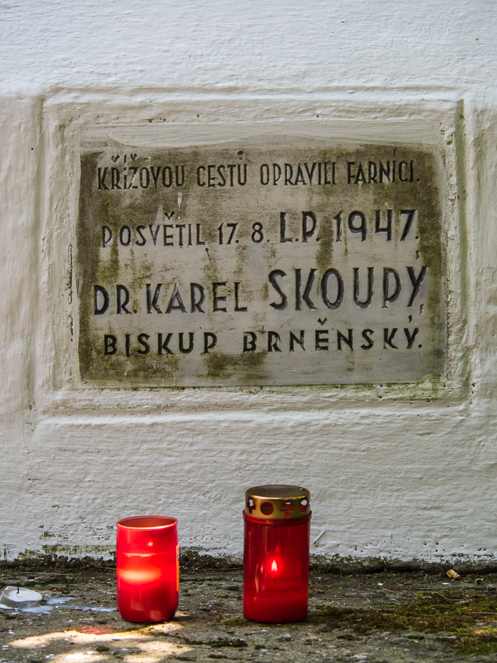 KŘÍŽOVOU CESTU OPRAVILI FARNÍCI.
POSVĚTIL 17. 8. L.P. 1947.
DR. KAREL SKOUPÝ,
BISKUP BRNĚNSKÝ.